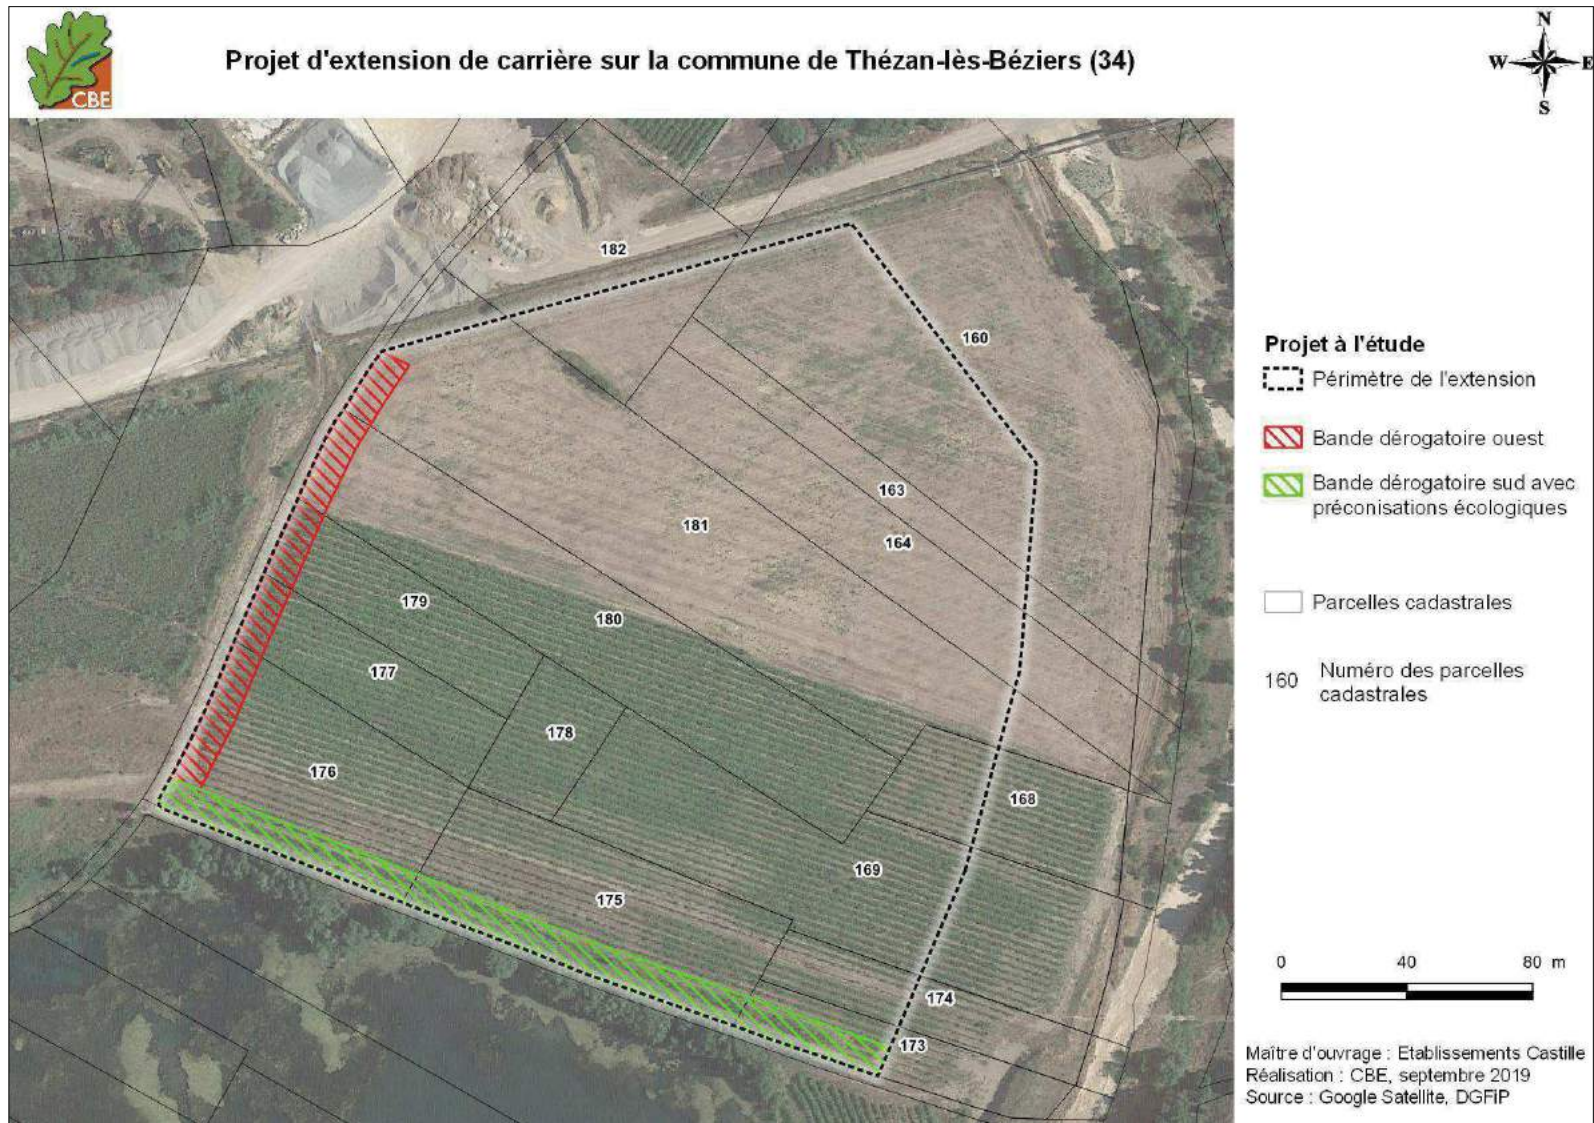 CBE
Projet d'extension de carrière sur la commune de Thézan-lès-Béziers (34)
N
W E
S
182
160
163
181
164
179
180
177
178
176
168
169
175
174
173
Projet à l'étude
Périmètre de l'extension
Bande dérogatoire ouest
Bande dérogatoire sud avec
préconisations écologiques
Parcelles cadastrales
160 Numéro des parcelles
cadastrales
0 40 80 m
Maître d'ouvrage : Etablissements Castille
Réalisation : CBE, septembre 2019
Source : Google Satellite, DGFiP